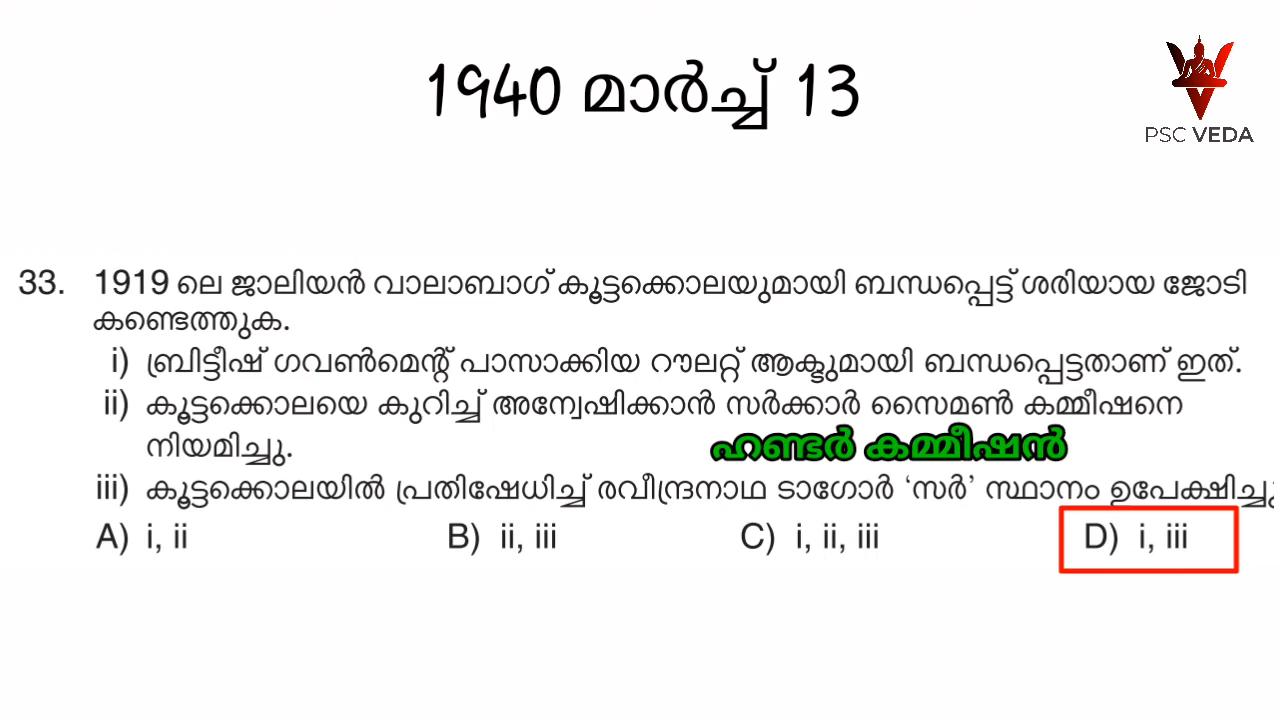 1940 മാർച്ച് 13
PSC VEDA
33. 1919 ലെ ജാലിയൻ വാലാബാഗ് കൂട്ടക്കൊലയുമായി ബന്ധപ്പെട്ട് ശരിയായ ജോടി
കണ്ടെത്തുക.
i) ബ്രിട്ടീഷ് ഗവൺമെന്റ് പാസാക്കിയ റൗലറ്റ് ആക്ടുമായി ബന്ധപ്പെട്ടതാണ് ഇത്.
ii) കൂട്ടക്കൊലയെ കുറിച്ച് അന്വേഷിക്കാൻ സർക്കാർ സൈമൺ കമ്മീഷനെ
നിയമിച്ചു. ഹണ്ടർ കമ്മീഷൻ
iii) കൂട്ടക്കൊലയിൽ പ്രതിഷേധിച്ച് രവീന്ദ്രനാഥ ടാഗോർ ‘സർ’ സ്ഥാനം ഉപേക്ഷിച്ചു
A) i, ii B) ii, iii C) i, ii, iii D) i, iii